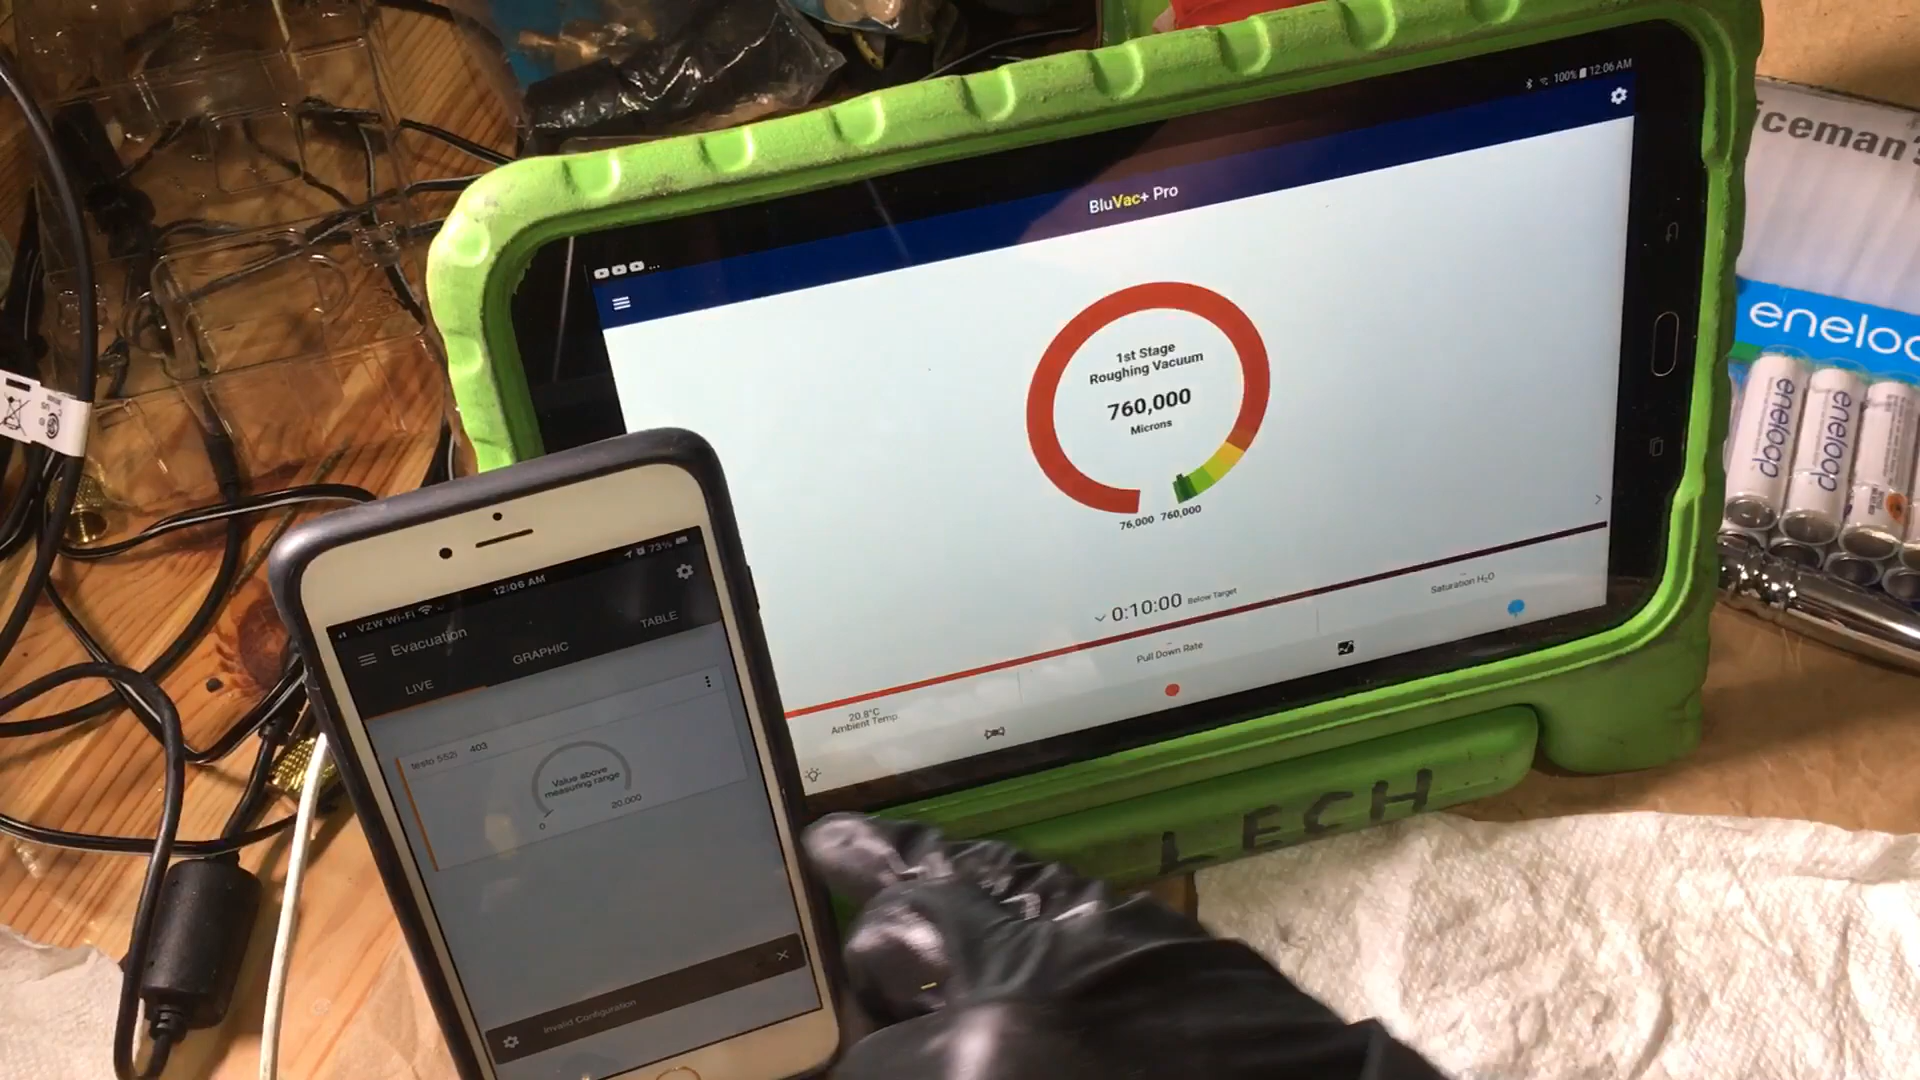 100% 12:06 AM
BluVac+ Pro
1st Stage
Roughing Vacuum
760,000
Microns
76,000 760,000
0:10:00 Below Target
Saturation H₂O
Pull Down Rate
20.8°C
Ambient Temp
LECH
iceman's
eneloop
eneloop
eneloop
VZW Wi-Fi 12:06 AM 73%
Evacuation
LIVE GRAPHIC TABLE
testo 552i 403
Value above
measuring range
0 20,000
Invalid Configuration